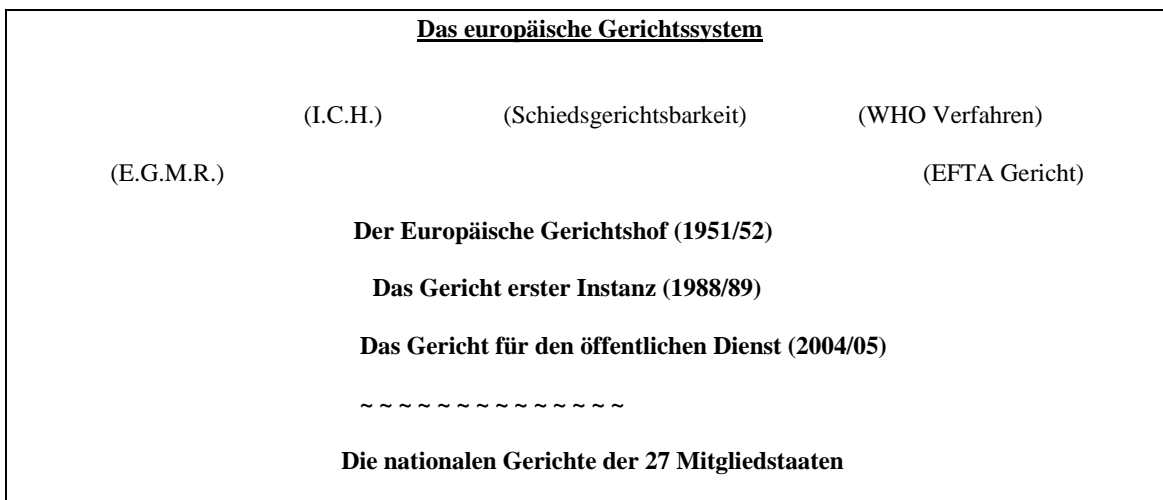 Das europäische Gerichtssystem
(I.C.H.) (Schiedsgerichtsbarkeit) (WHO Verfahren)
(E.G.M.R.) (EFTA Gericht)
Der Europäische Gerichtshof (1951/52)
Das Gericht erster Instanz (1988/89)
Das Gericht für den öffentlichen Dienst (2004/05)
~ ~ ~ ~ ~ ~ ~ ~ ~ ~ ~ ~ ~ ~
Die nationalen Gerichte der 27 Mitgliedstaaten